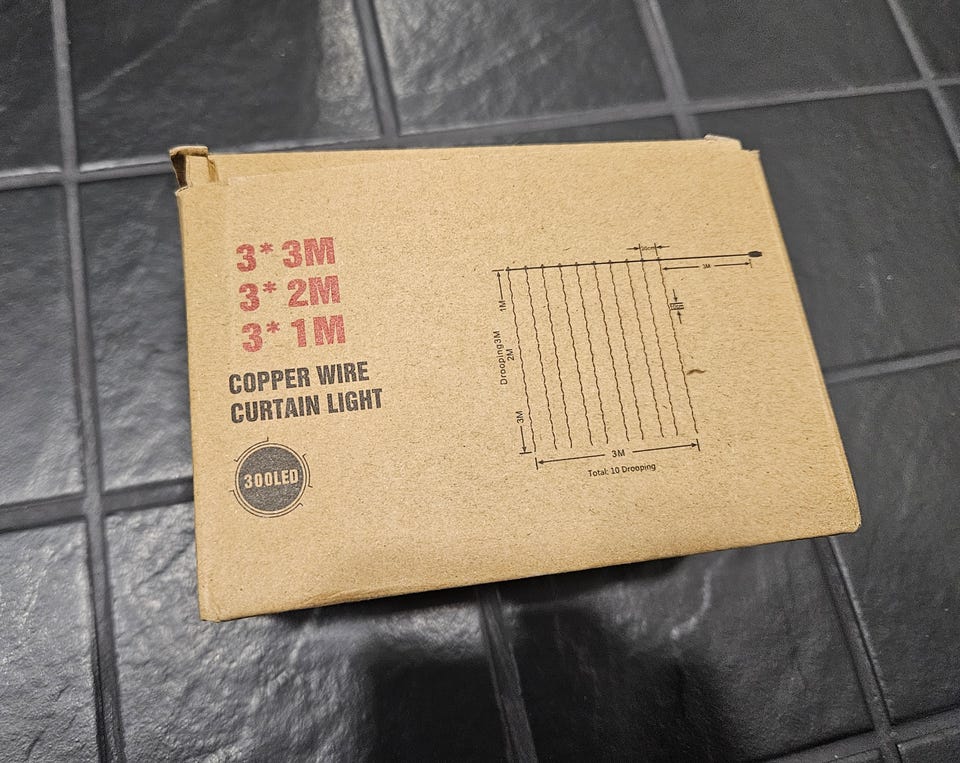 3* 3M
3* 2M
3* 1M
COPPER WIRE
CURTAIN LIGHT
300LED
3M
1M
Drooping3M
2M
3M
3M
Total: 10 Drooping